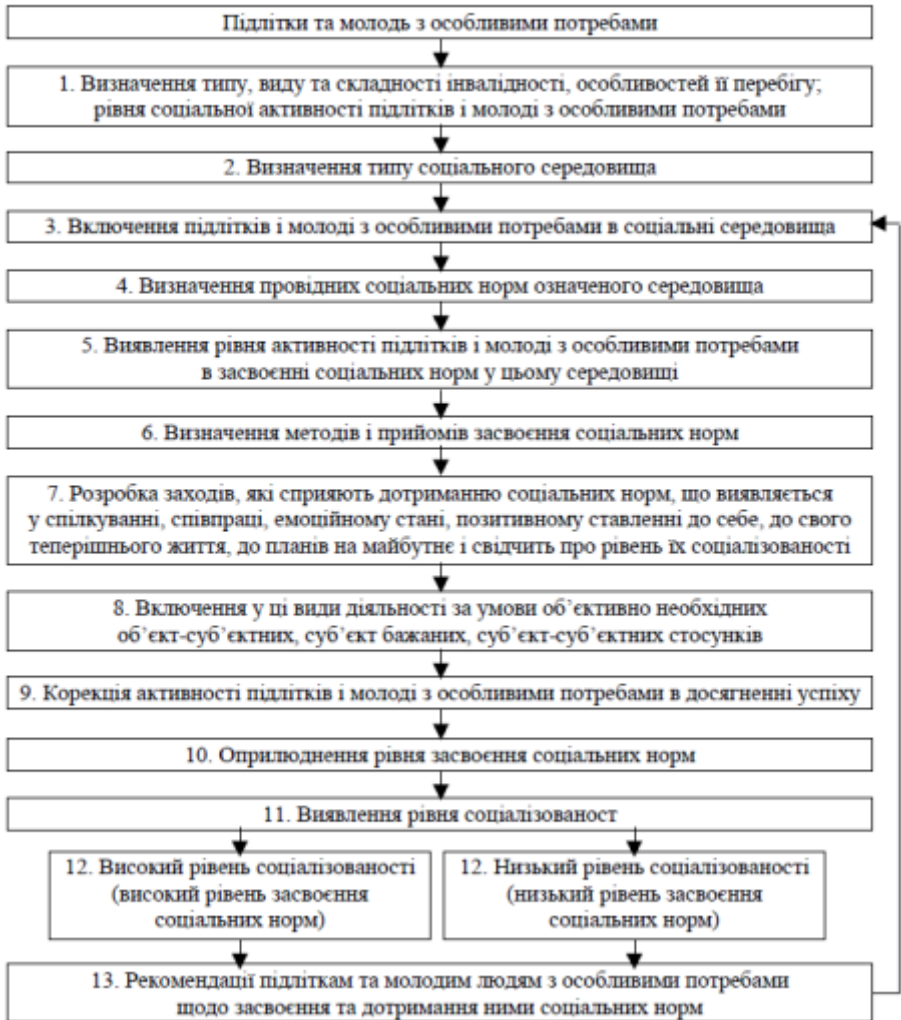 Підлітки та молодь з особливими потребами
1. Визначення типу, виду та складності інвалідності, особливостей її перебігу;
рівня соціальної активності підлітків і молоді з особливими потребами
2. Визначення типу соціального середовища
3. Включення підлітків і молоді з особливими потребами в соціальні середовища
4. Визначення провідних соціальних норм означеного середовища
5. Виявлення рівня активності підлітків і молоді з особливими потребами
в засвоєнні соціальних норм у цьому середовищі
6. Визначення методів і прийомів засвоєння соціальних норм
7. Розробка заходів, які сприяють дотриманню соціальних норм, що виявляється
у спілкуванні, співпраці, емоційному стані, позитивному ставленні до себе, до свого
теперішнього життя, до планів на майбутнє і свідчить про рівень їх соціалізованості
8. Включення у ці види діяльності за умови об’єктивно необхідних
об’єкт-суб’єктних, суб’єкт бажаних, суб’єкт-суб’єктних стосунків
9. Корекція активності підлітків і молоді з особливими потребами в досягненні успіху
10. Оприлюднення рівня засвоєння соціальних норм
11. Виявлення рівня соціалізованост
12. Високий рівень соціалізованості
(високий рівень засвоєння
соціальних норм)
12. Низький рівень соціалізованості
(низький рівень засвоєння
соціальних норм)
13. Рекомендації підліткам та молодим людям з особливими потребами
щодо засвоєння та дотримання ними соціальних норм